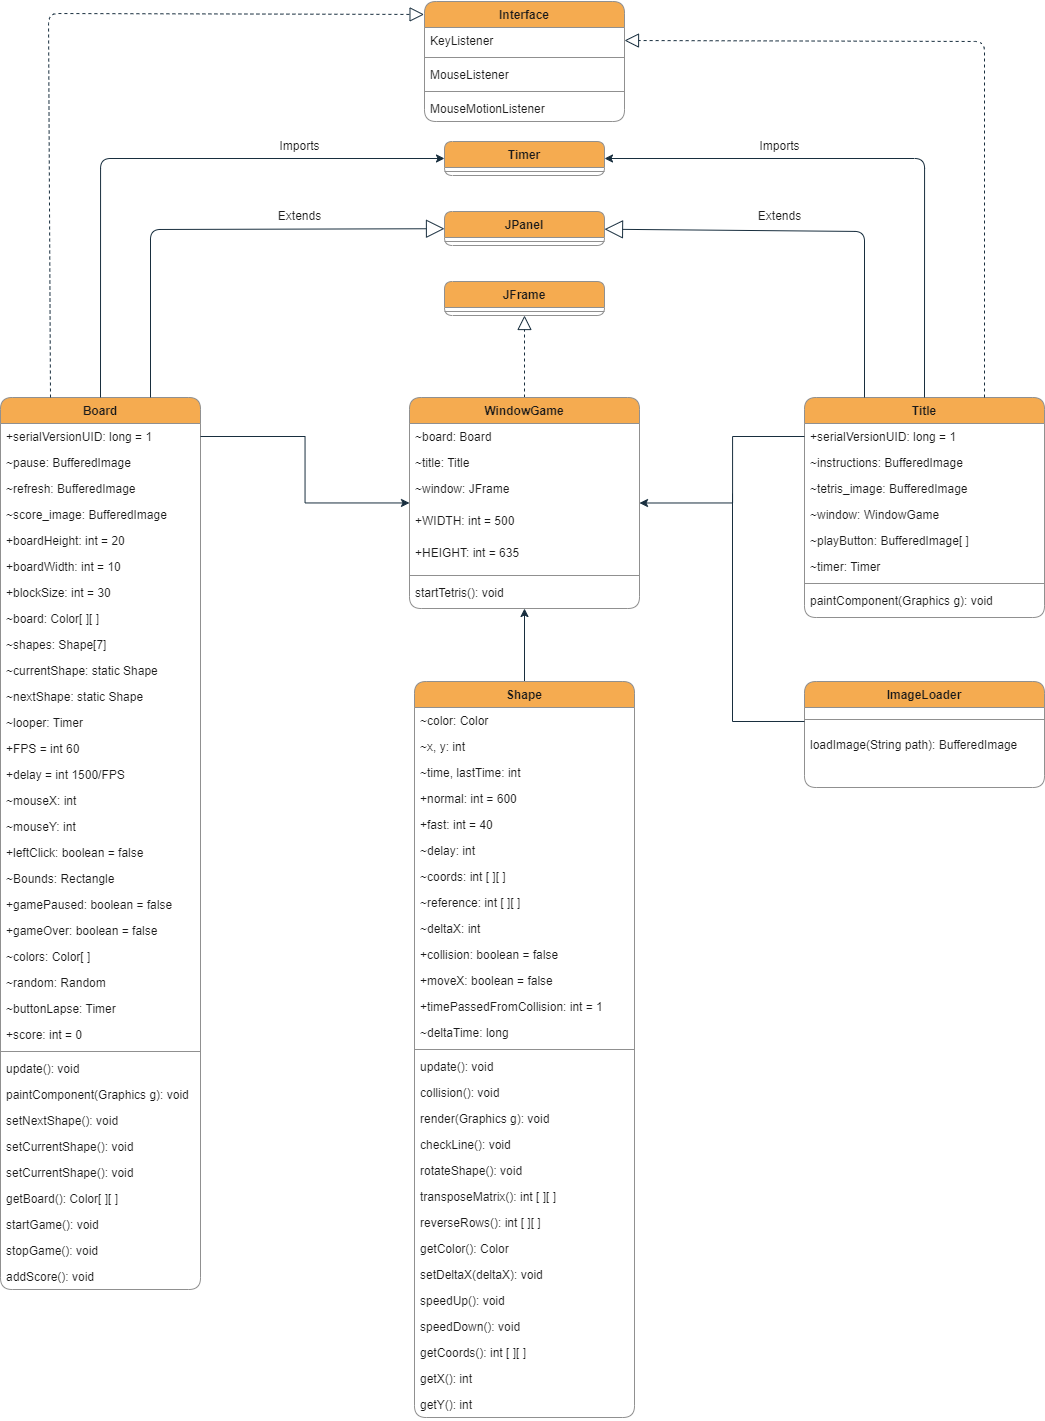 Interface
KeyListener
MouseListener
MouseMotionListener
Imports
Timer
Imports
Extends
JPanel
Extends
JFrame
Board
+serialVersionUID: long = 1
~pause: BufferedImage
~refresh: BufferedImage
~score_image: BufferedImage
+boardHeight: int = 20
+boardWidth: int = 10
+blockSize: int = 30
~board: Color[ ][ ]
~shapes: Shape[7]
~currentShape: static Shape
~nextShape: static Shape
~looper: Timer
+FPS = int 60
+delay = int 1500/FPS
~mouseX: int
~mouseY: int
+leftClick: boolean = false
~Bounds: Rectangle
+gamePaused: boolean = false
+gameOver: boolean = false
~colors: Color[ ]
~random: Random
~buttonLapse: Timer
+score: int = 0
update(): void
paintComponent(Graphics g): void
setNextShape(): void
setCurrentShape(): void
setCurrentShape(): void
getBoard(): Color[ ][ ]
startGame(): void
stopGame(): void
addScore(): void
WindowGame
~board: Board
~title: Title
~window: JFrame
+WIDTH: int = 500
+HEIGHT: int = 635
startTetris(): void
Title
+serialVersionUID: long = 1
~instructions: BufferedImage
~tetris_image: BufferedImage
~window: WindowGame
~playButton: BufferedImage[ ]
~timer: Timer
paintComponent(Graphics g): void
Shape
~color: Color
~x, y: int
~time, lastTime: int
+normal: int = 600
+fast: int = 40
~delay: int
~coords: int [ ][ ]
~reference: int [ ][ ]
~deltaX: int
+collision: boolean = false
+moveX: boolean = false
+timePassedFromCollision: int = 1
~deltaTime: long
update(): void
collision(): void
render(Graphics g): void
checkLine(): void
rotateShape(): void
transposeMatrix(): int [ ][ ]
reverseRows(): int [ ][ ]
getColor(): Color
setDeltaX(deltaX): void
speedUp(): void
speedDown(): void
getCoords(): int [ ][ ]
getX(): int
getY(): int
ImageLoader
loadImage(String path): BufferedImage